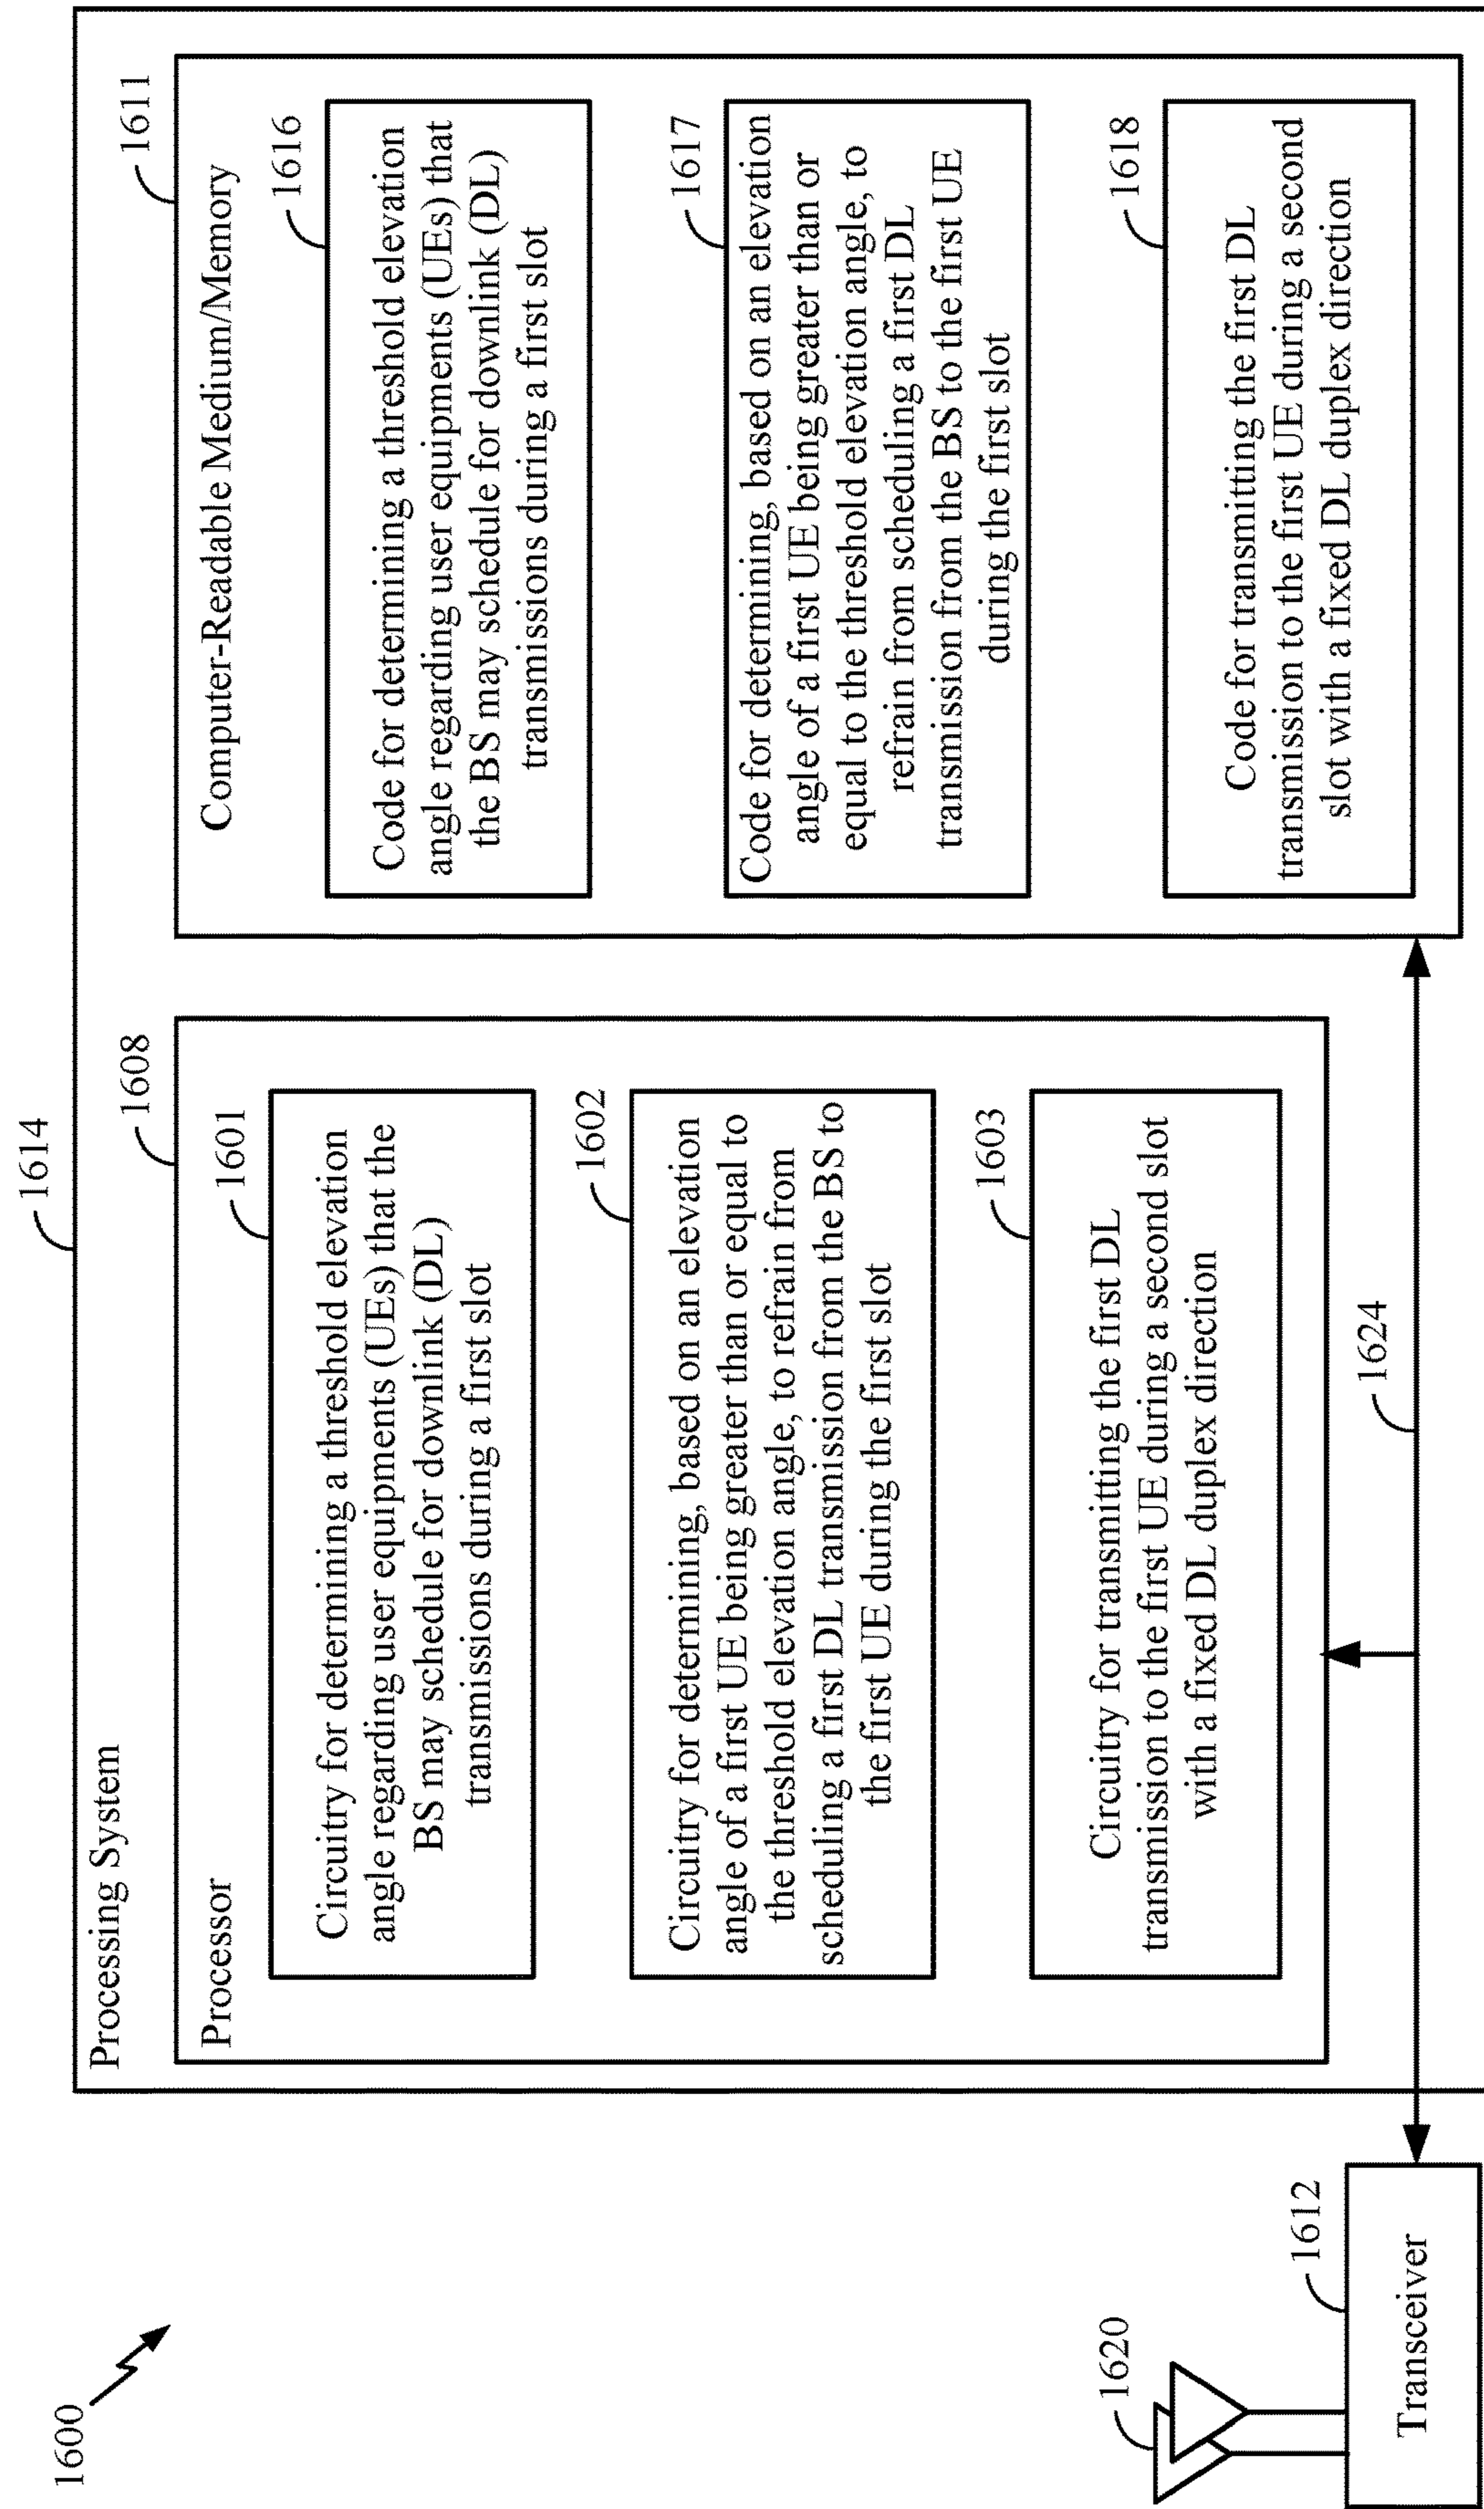 1600
1614
Processing System
1608
Processor
1601
Circuitry for determining a threshold elevation
angle regarding user equipments (UEs) that the
BS may schedule for downlink (DL)
transmissions during a first slot
1602
Circuitry for determining, based on an elevation
angle of a first UE being greater than or equal to
the threshold elevation angle, to refrain from
scheduling a first DL transmission from the BS to
the first UE during the first slot
1603
Circuitry for transmitting the first DL
transmission to the first UE during a second slot
with a fixed DL duplex direction
1611
Computer-Readable Medium/Memory
1616
Code for determining a threshold elevation
angle regarding user equipments (UEs) that
the BS may schedule for downlink (DL)
transmissions during a first slot
1617
Code for determining, based on an elevation
angle of a first UE being greater than or
equal to the threshold elevation angle, to
refrain from scheduling a first DL
transmission from the BS to the first UE
during the first slot
1618
Code for transmitting the first DL
transmission to the first UE during a second
slot with a fixed DL duplex direction
1624
1620
1612
Transceiver